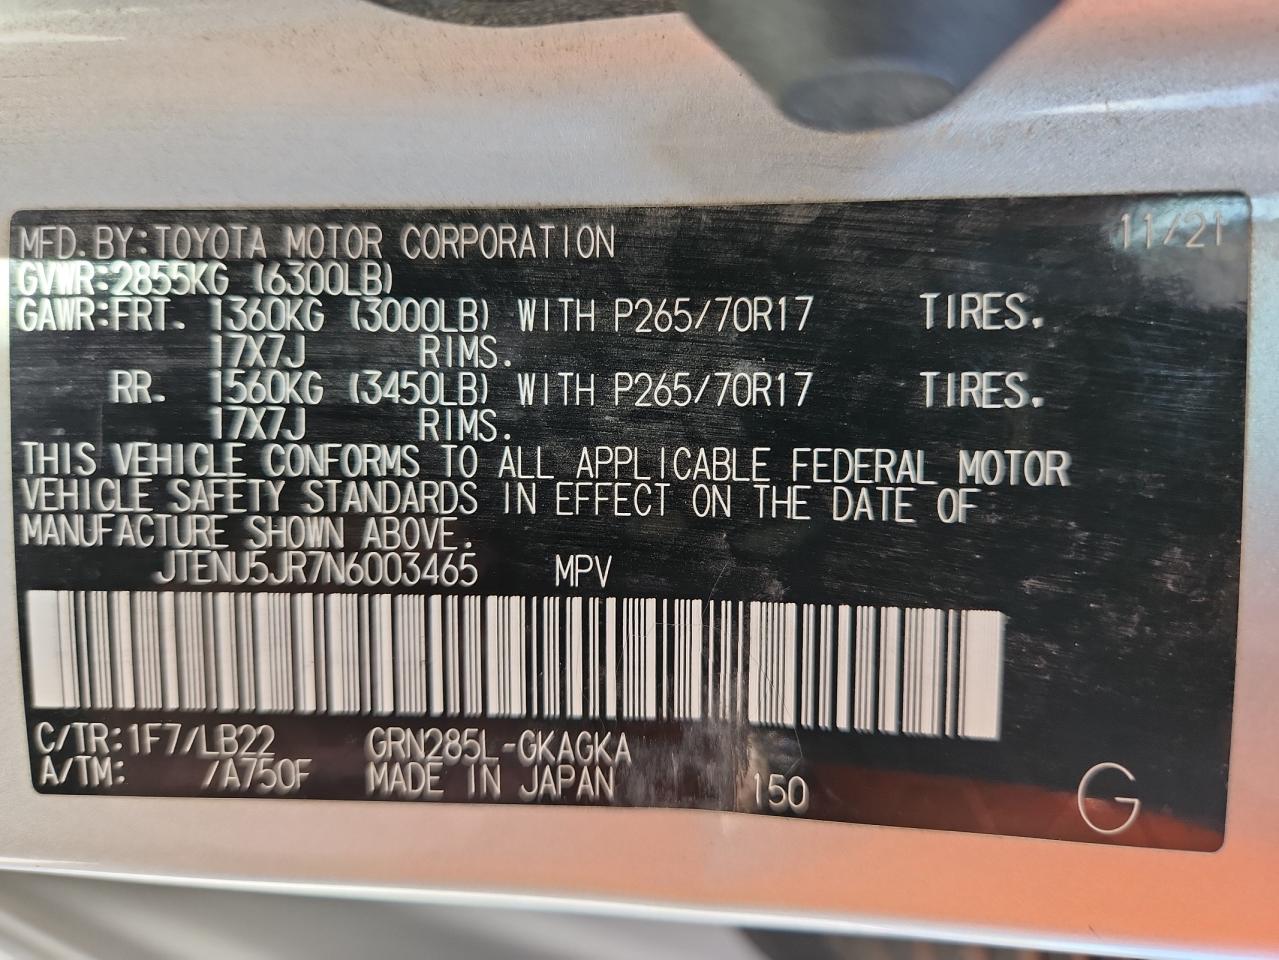 MFD. BY: TOYOTA MOTOR CORPORATION 11/21
GVWR: 2855KG (6300LB)
GAWR: FRT. 1360KG (3000LB) WITH P265/70R17 TIRES.
17X7J RIMS.
RR. 1560KG (3450LB) WITH P265/70R17 TIRES.
17X7J RIMS.
THIS VEHICLE CONFORMS TO ALL APPLICABLE FEDERAL MOTOR
VEHICLE SAFETY STANDARDS IN EFFECT ON THE DATE OF
MANUFACTURE SHOWN ABOVE.
JTENU5JR7N6003465 MPV
C/TR: 1F7/LB22 GRN285L-GKAGKA
A/TM: /A750F MADE IN JAPAN 150 G